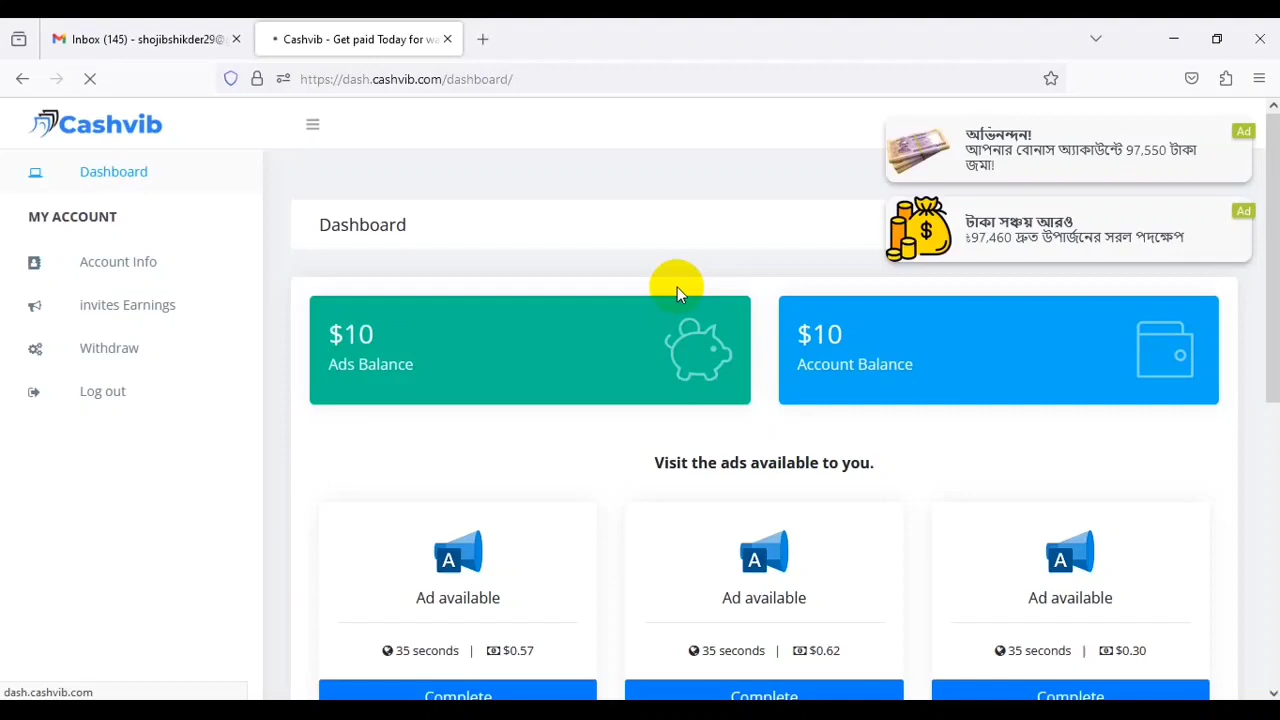 Inbox (145) - shojibshikder29@
Cashvib - Get paid Today for wa
https://dash.cashvib.com/dashboard/
Cashvib
Dashboard
MY ACCOUNT
Account Info
invites Earnings
Withdraw
Log out
অভিনন্দন!
আপনার বোনাস অ্যাকাউন্টে 97,550 টাকা
জমা!
Ad
টাকা সঞ্চয় আরও
৳97,460 দ্রুত উপার্জনের সরল পদক্ষেপ
Ad
Dashboard
$10
Ads Balance
$10
Account Balance
Visit the ads available to you.
A
Ad available
35 seconds | $0.57
Complete
A
Ad available
35 seconds | $0.62
Complete
A
Ad available
35 seconds | $0.30
Complete
dash.cashvib.com